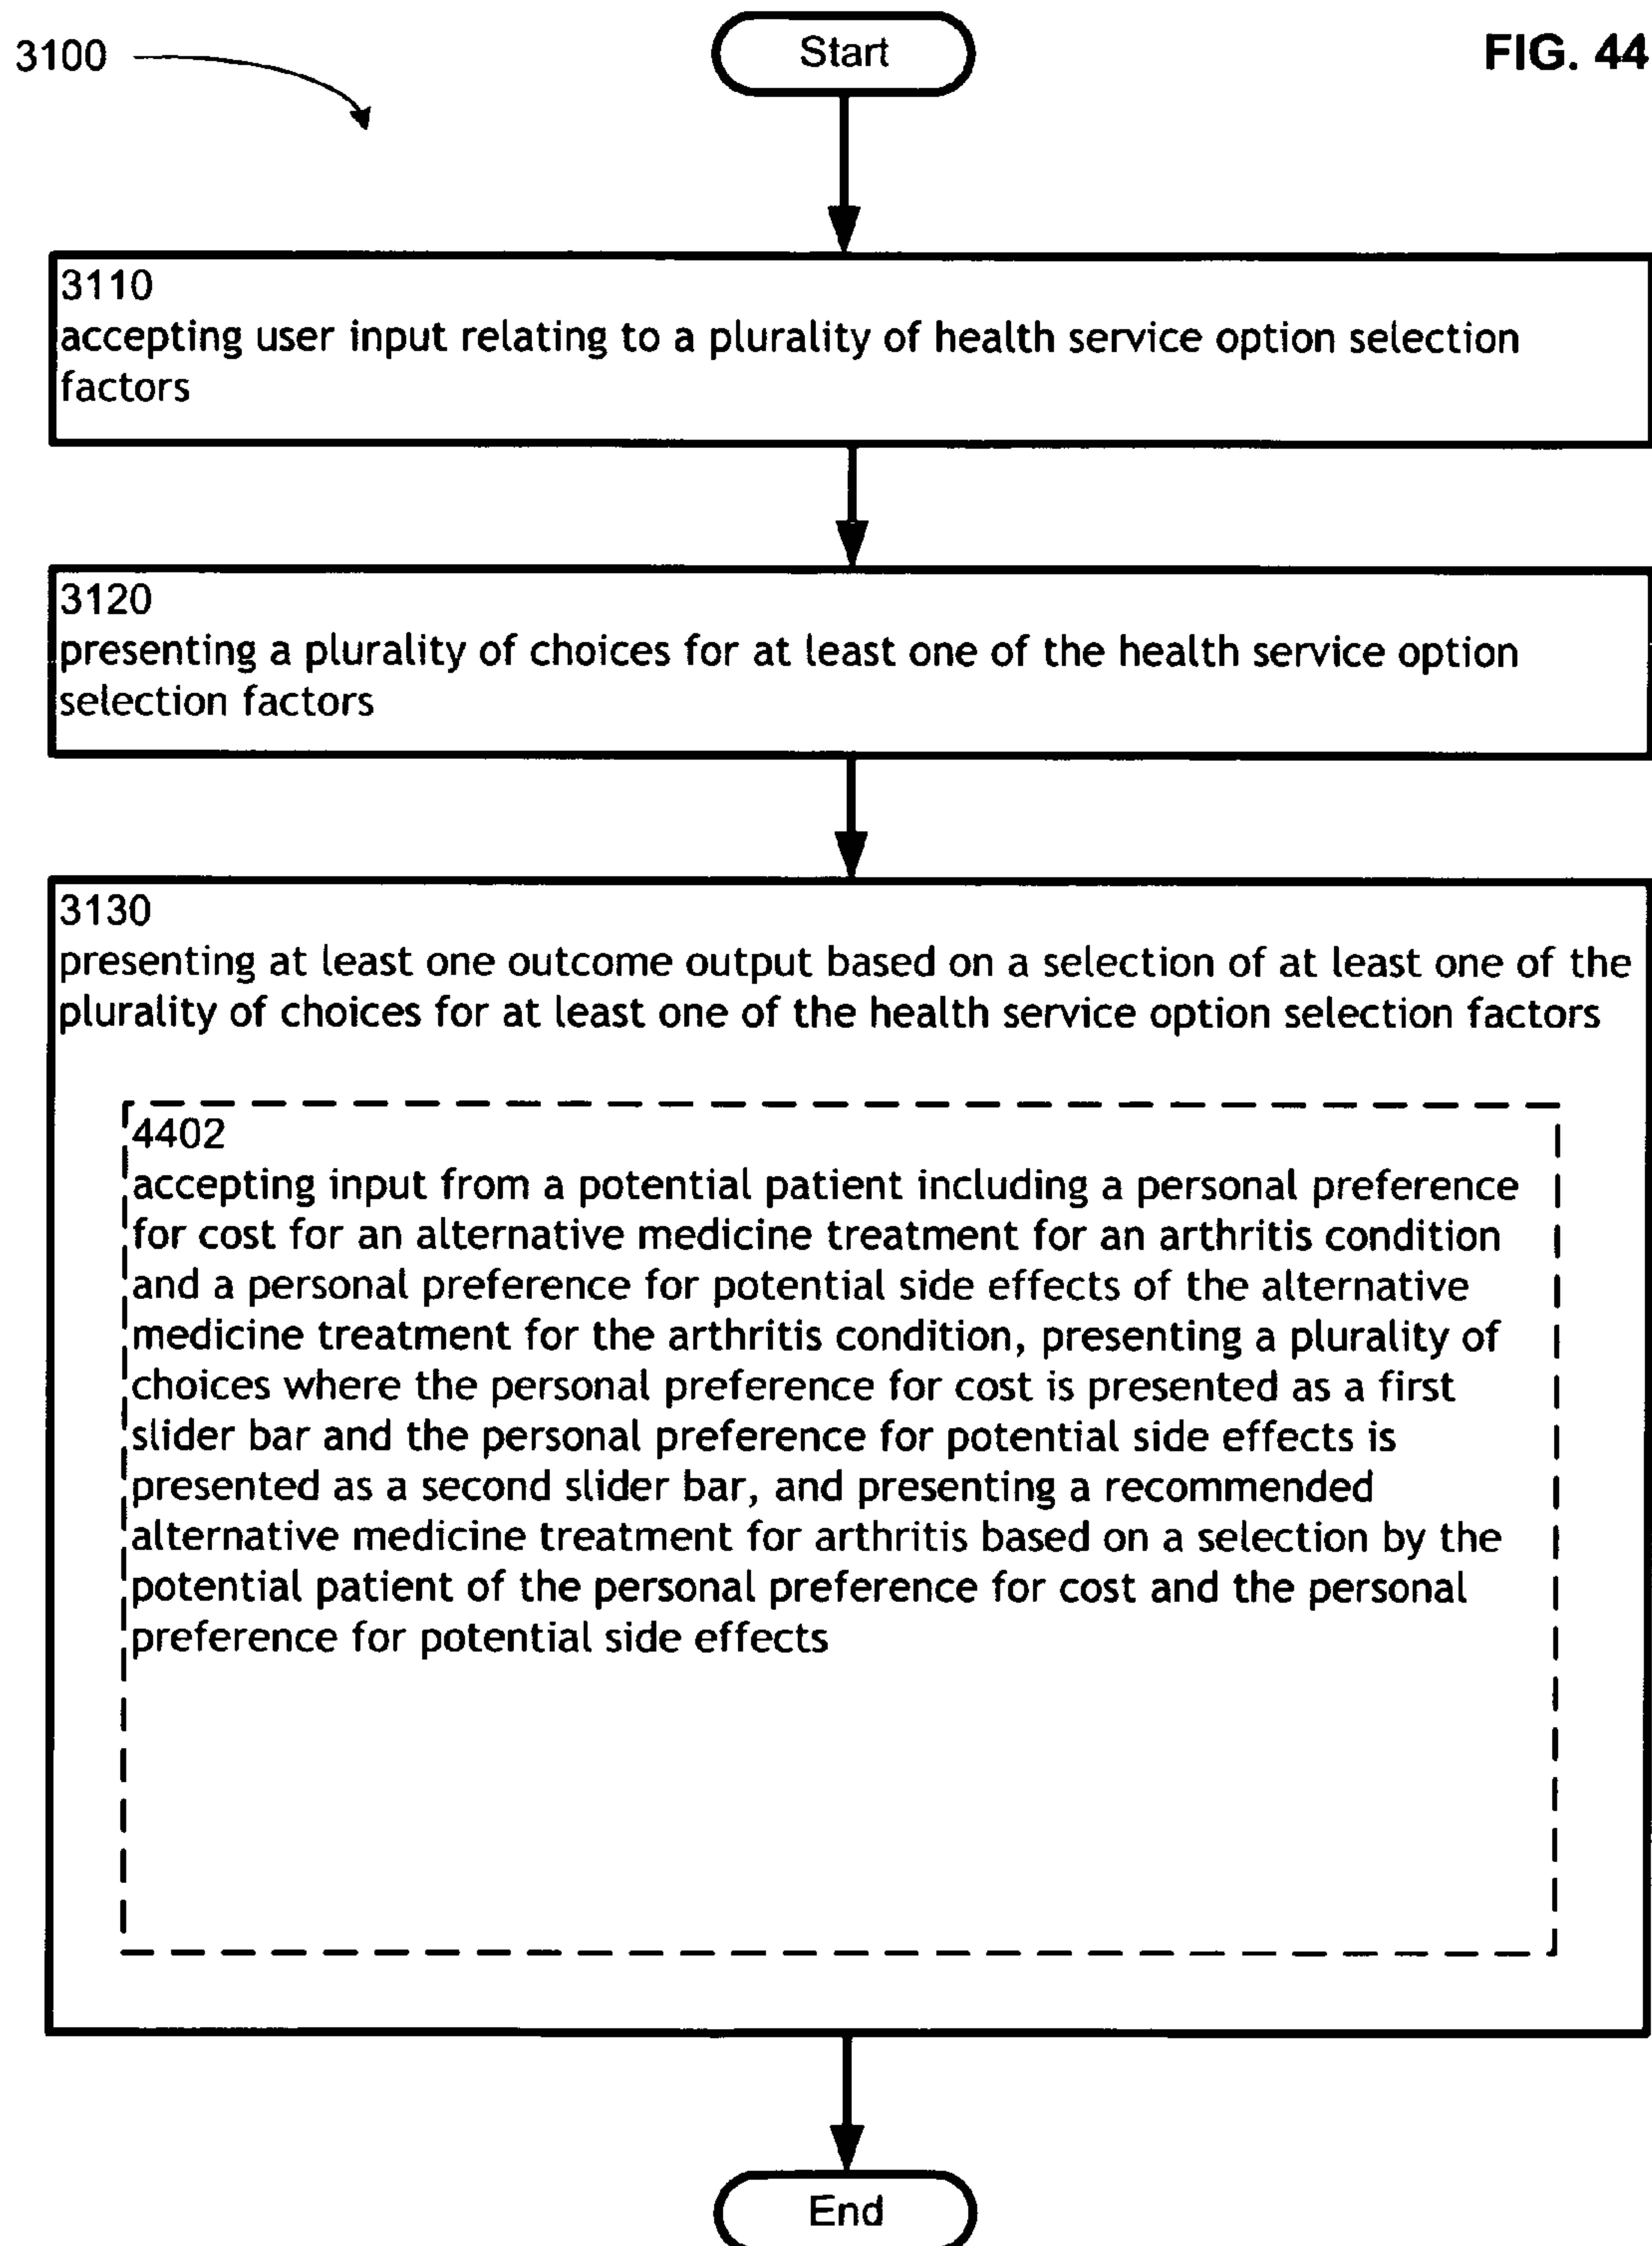 3100
Start
FIG. 44
3110
accepting user input relating to a plurality of health service option selection
factors
3120
presenting a plurality of choices for at least one of the health service option
selection factors
3130
presenting at least one outcome output based on a selection of at least one of the
plurality of choices for at least one of the health service option selection factors
4402
accepting input from a potential patient including a personal preference
for cost for an alternative medicine treatment for an arthritis condition
and a personal preference for potential side effects of the alternative
medicine treatment for the arthritis condition, presenting a plurality of
choices where the personal preference for cost is presented as a first
slider bar and the personal preference for potential side effects is
presented as a second slider bar, and presenting a recommended
alternative medicine treatment for arthritis based on a selection by the
potential patient of the personal preference for cost and the personal
preference for potential side effects
End